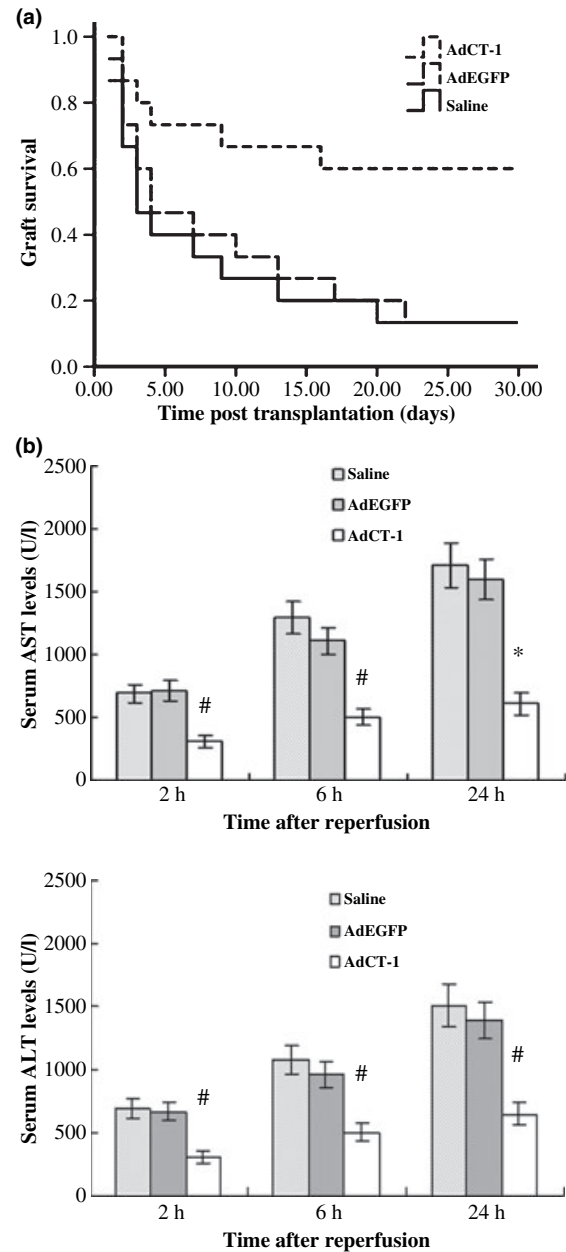 (a)
1.0
0.8
0.6
0.4
0.2
0.0
Graft survival
AdCT-1
AdEGFP
Saline
0.00 5.00 10.00 15.00 20.00 25.00 30.00
Time post transplantation (days)
(b)
2500
2000
1500
1000
500
0
Serum AST levels (U/l)
Saline
AdEGFP
AdCT-1
# # *
2 h 6 h 24 h
Time after reperfusion
2500
2000
1500
1000
500
0
Serum ALT levels (U/l)
Saline
AdEGFP
AdCT-1
# # #
2 h 6 h 24 h
Time after reperfusion